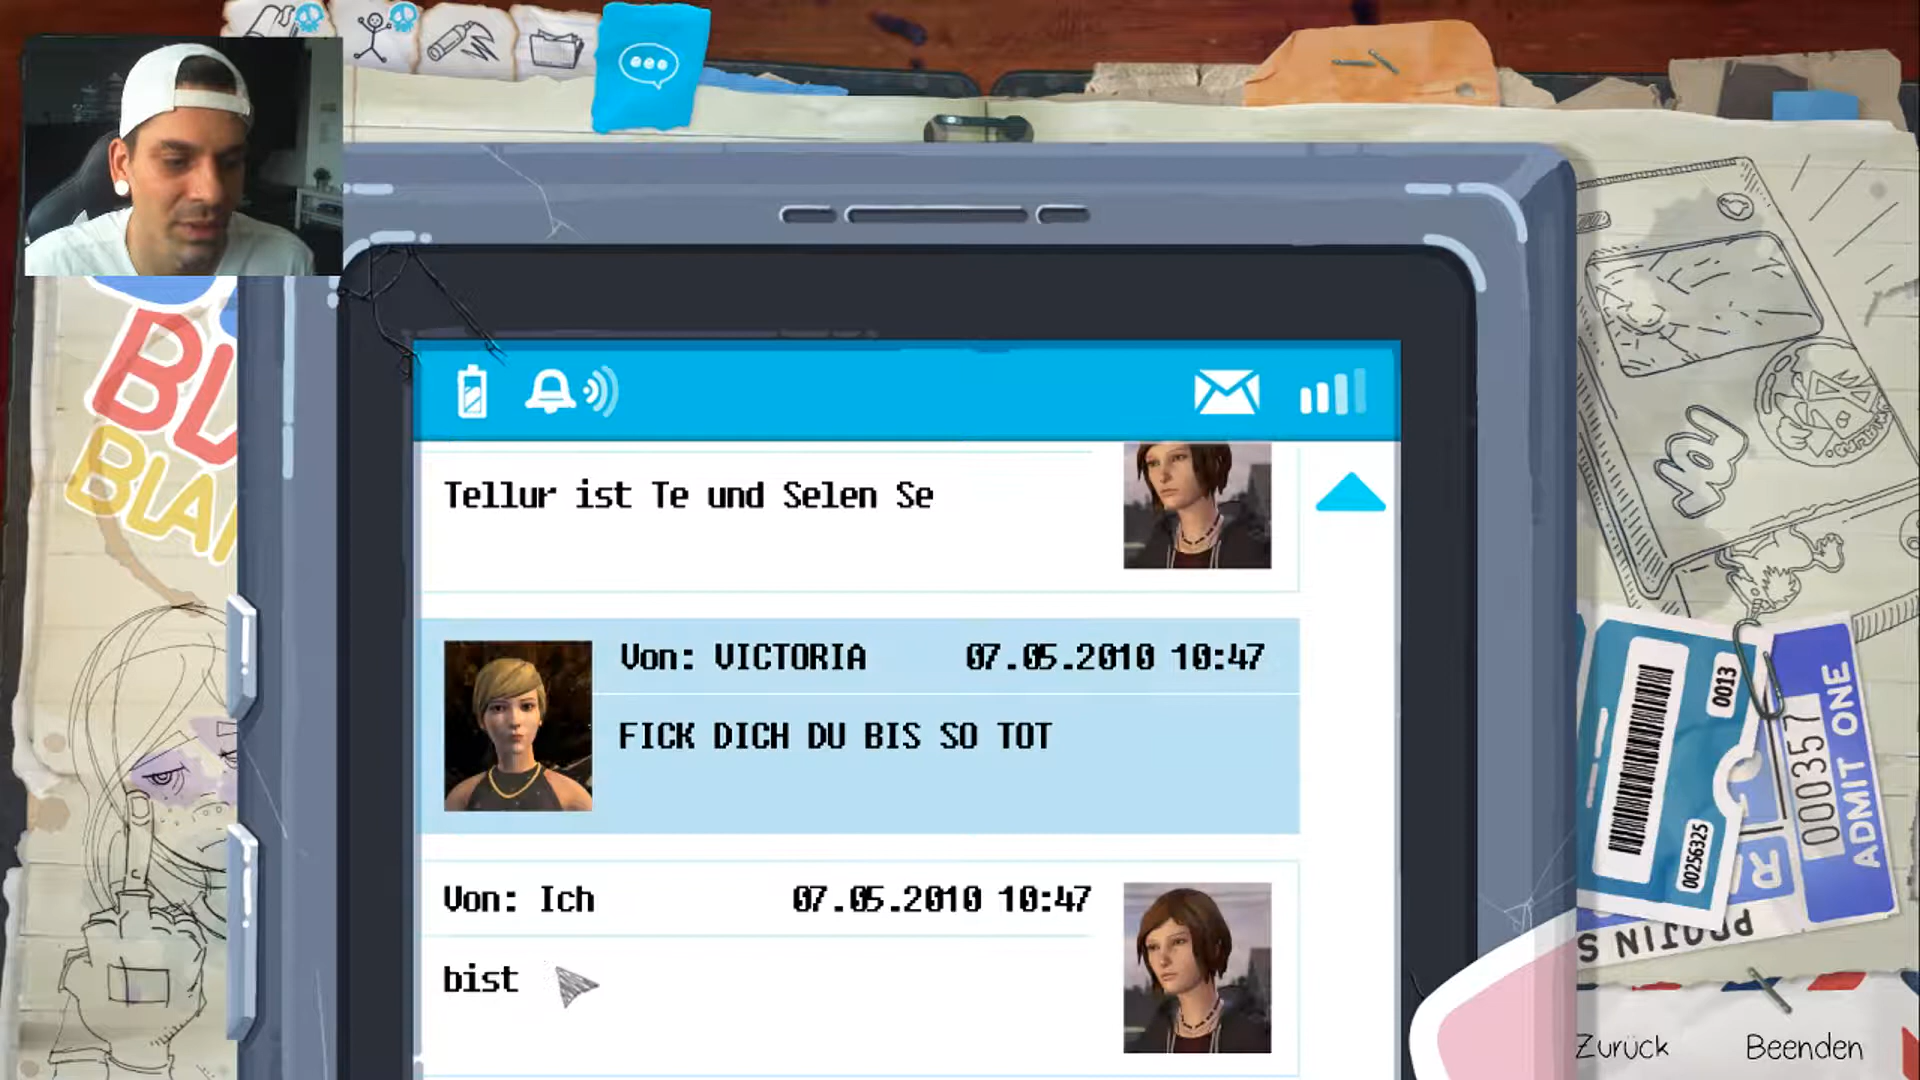 Tellur ist Te und Selen Se
Von: VICTORIA 07.05.2010 10:47
FICK DICH DU BIS SO TOT
Von: Ich 07.05.2010 10:47
bist
0013
00256325
000357
ADMIT ONE
Zurück
Beenden